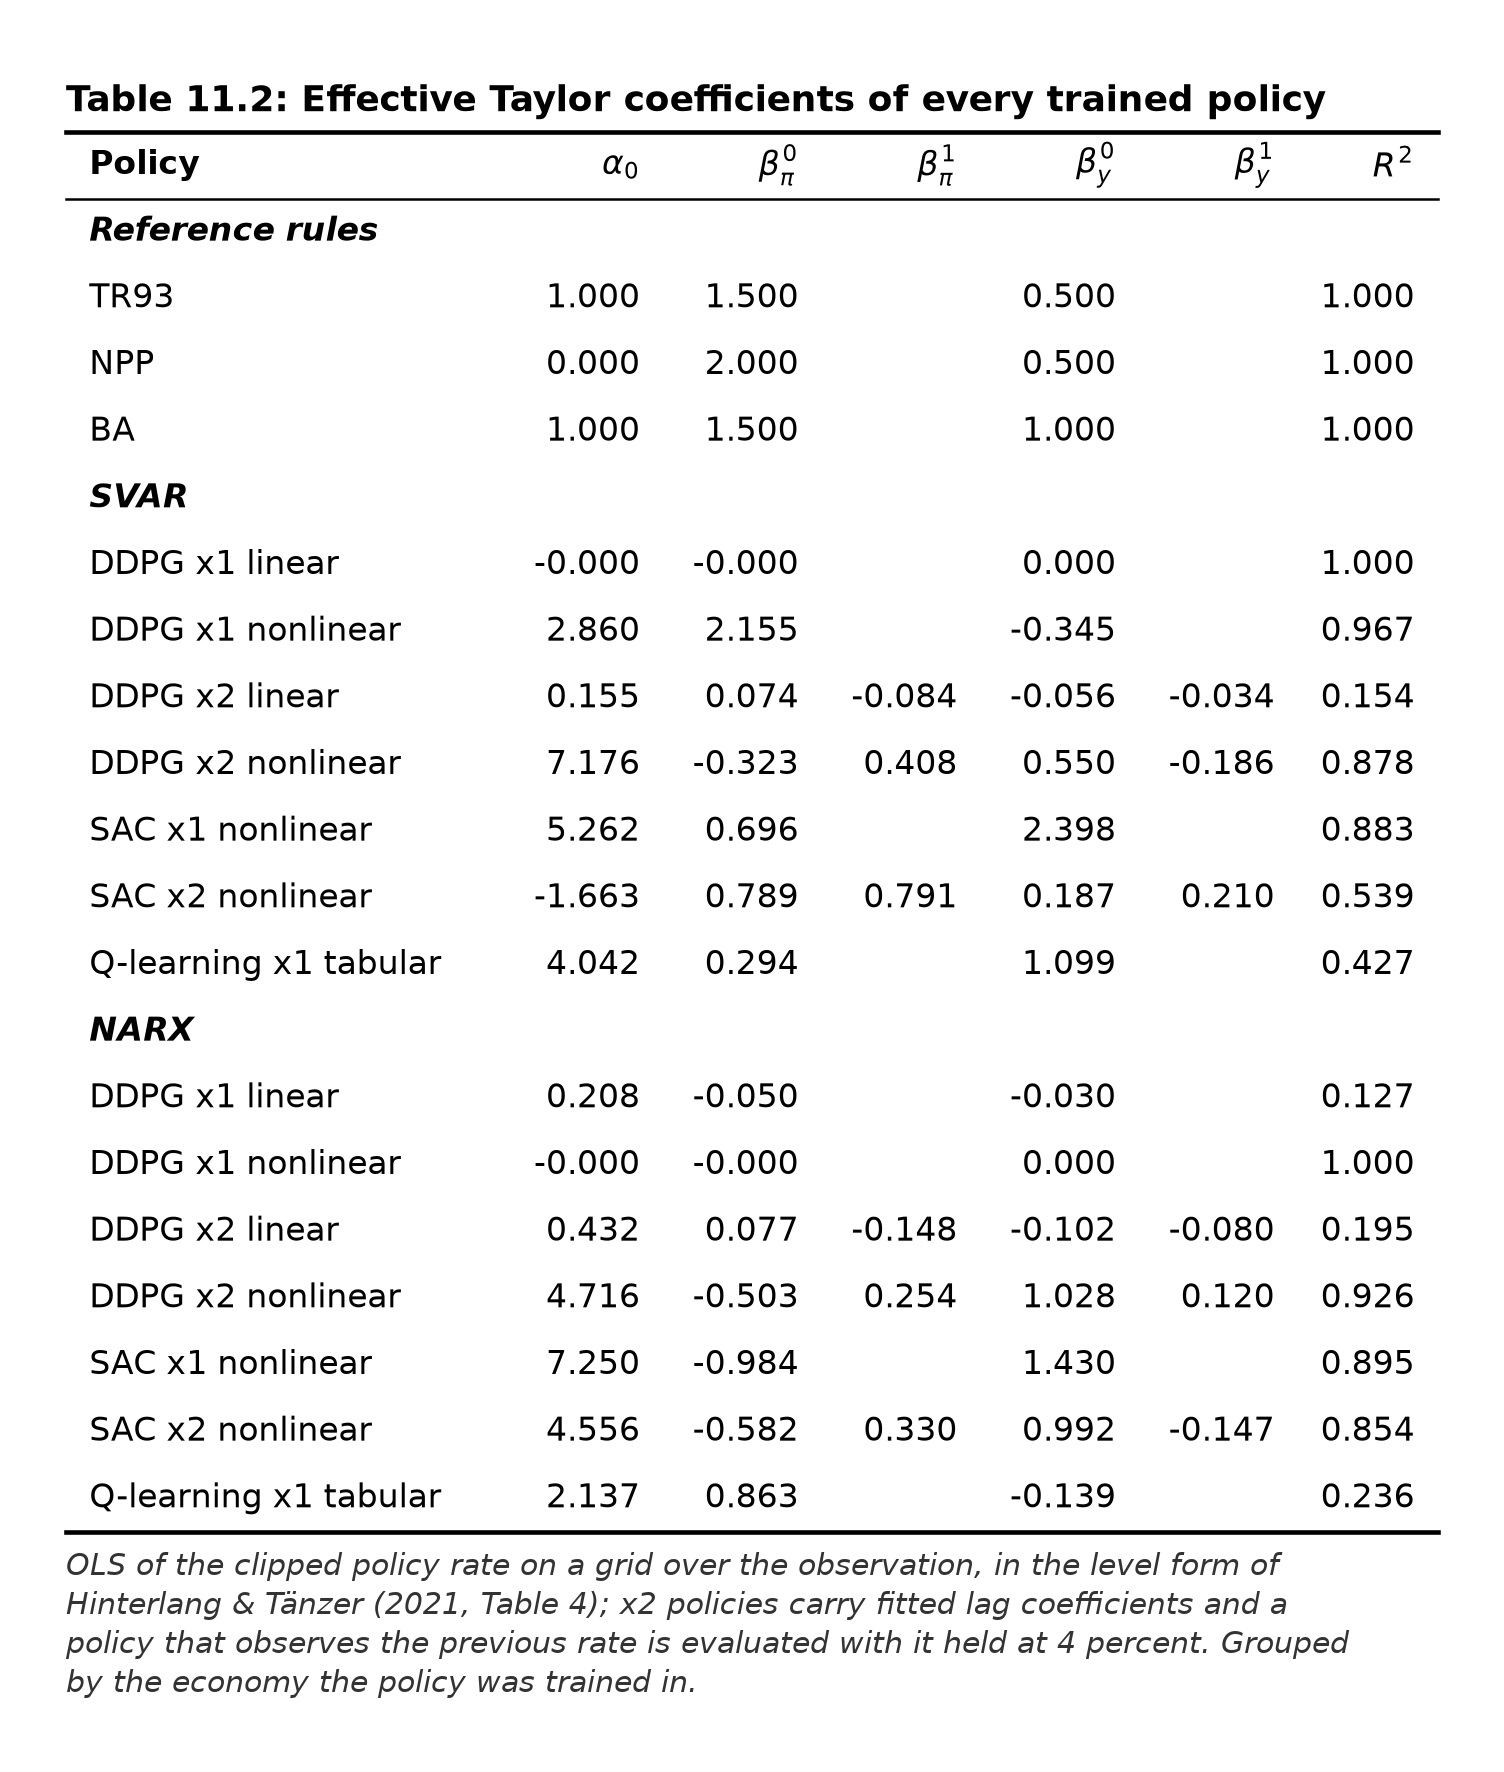 Table 11.2: Effective Taylor coefficients of every trained policy
Policy α₀ β⁰_π β¹_π β⁰_y β¹_y R²
Reference rules
TR93 1.000 1.500 0.500 1.000
NPP 0.000 2.000 0.500 1.000
BA 1.000 1.500 1.000 1.000
SVAR
DDPG x1 linear -0.000 -0.000 0.000 1.000
DDPG x1 nonlinear 2.860 2.155 -0.345 0.967
DDPG x2 linear 0.155 0.074 -0.084 -0.056 -0.034 0.154
DDPG x2 nonlinear 7.176 -0.323 0.408 0.550 -0.186 0.878
SAC x1 nonlinear 5.262 0.696 2.398 0.883
SAC x2 nonlinear -1.663 0.789 0.791 0.187 0.210 0.539
Q-learning x1 tabular 4.042 0.294 1.099 0.427
NARX
DDPG x1 linear 0.208 -0.050 -0.030 0.127
DDPG x1 nonlinear -0.000 -0.000 0.000 1.000
DDPG x2 linear 0.432 0.077 -0.148 -0.102 -0.080 0.195
DDPG x2 nonlinear 4.716 -0.503 0.254 1.028 0.120 0.926
SAC x1 nonlinear 7.250 -0.984 1.430 0.895
SAC x2 nonlinear 4.556 -0.582 0.330 0.992 -0.147 0.854
Q-learning x1 tabular 2.137 0.863 -0.139 0.236
OLS of the clipped policy rate on a grid over the observation, in the level form of
Hinterlang & Tänzer (2021, Table 4); x2 policies carry fitted lag coefficients and a
policy that observes the previous rate is evaluated with it held at 4 percent. Grouped
by the economy the policy was trained in.